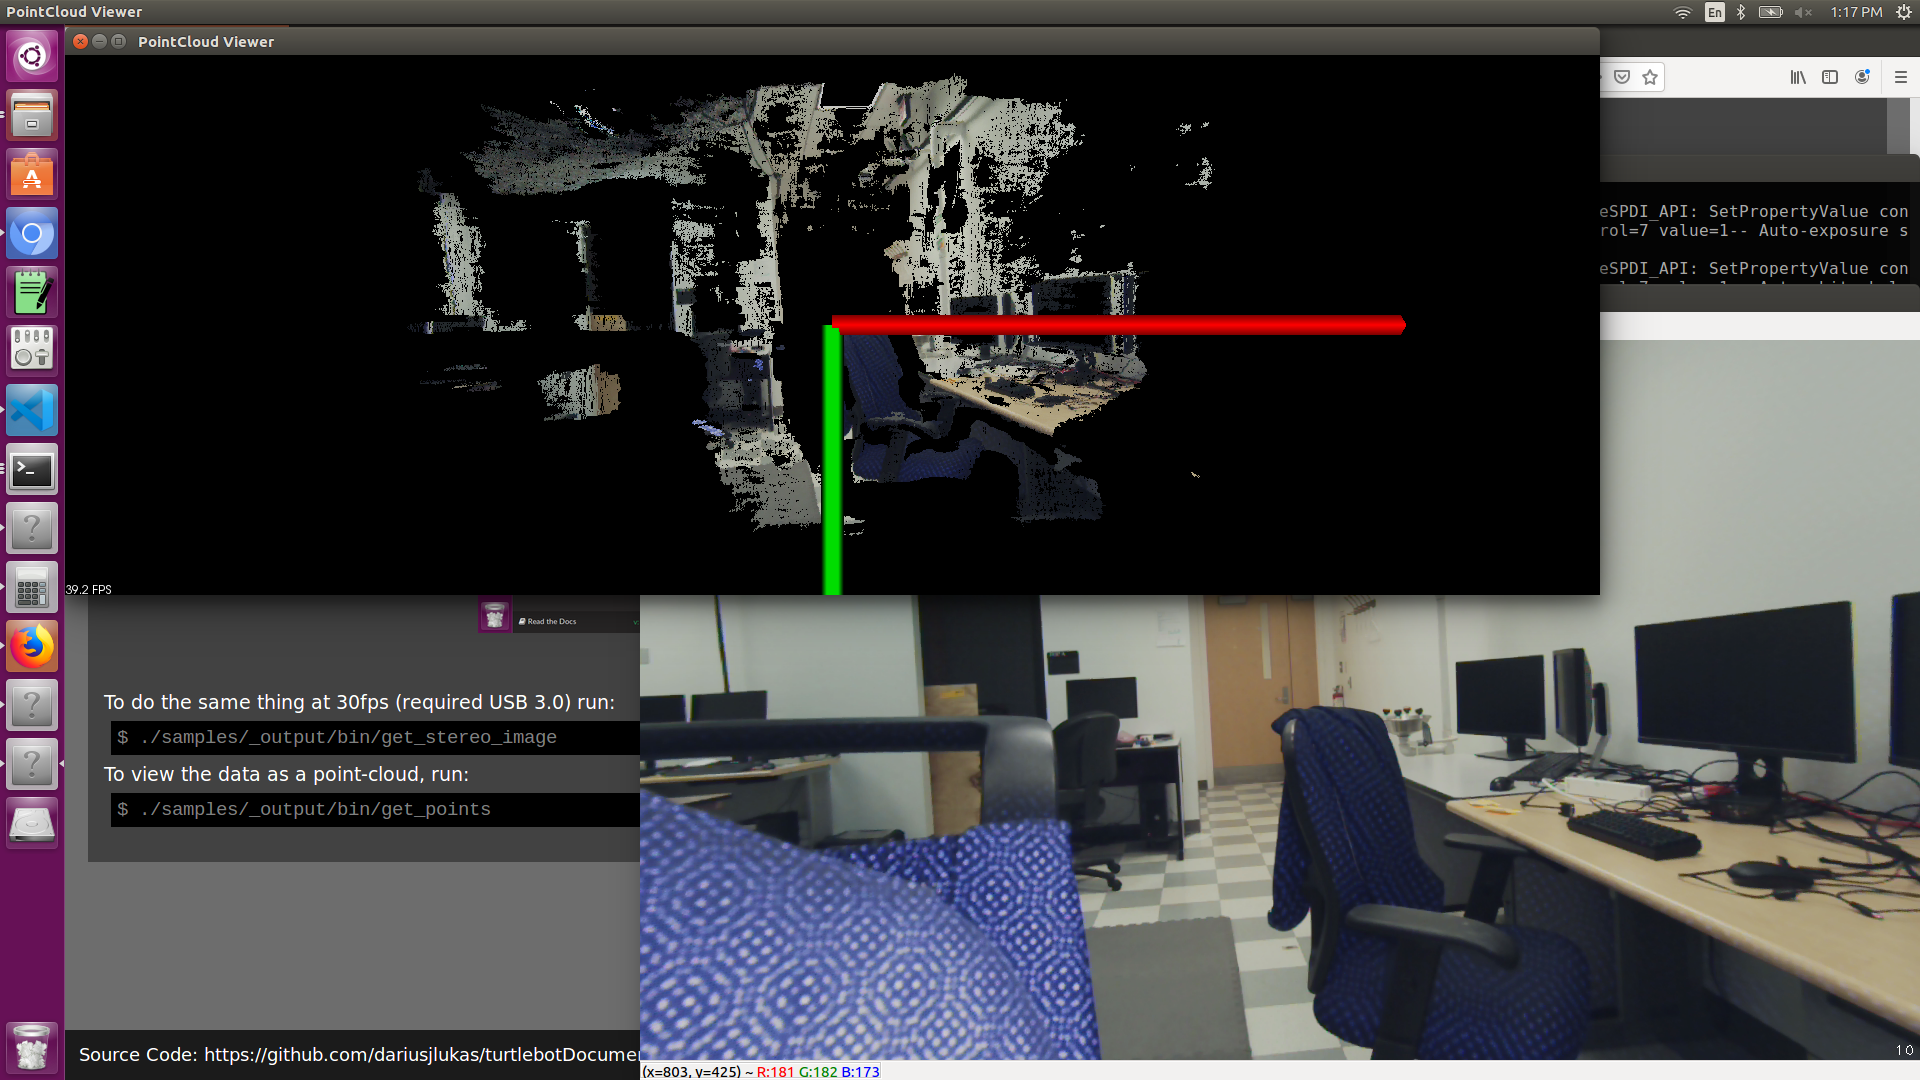 PointCloud Viewer
En
1:17 PM
PointCloud Viewer
eSPDI_API: SetPropertyValue con
rol=7 value=1-- Auto-exposure s
eSPDI_API: SetPropertyValue con
39.2 FPS
Read the Docs
To do the same thing at 30fps (required USB 3.0) run:
$ ./samples/_output/bin/get_stereo_image
To view the data as a point-cloud, run:
$ ./samples/_output/bin/get_points
Source Code: https://github.com/dariusjlukas/turtlebotDocumen
10
(x=803, y=425) ~ R:181 G:182 B:173